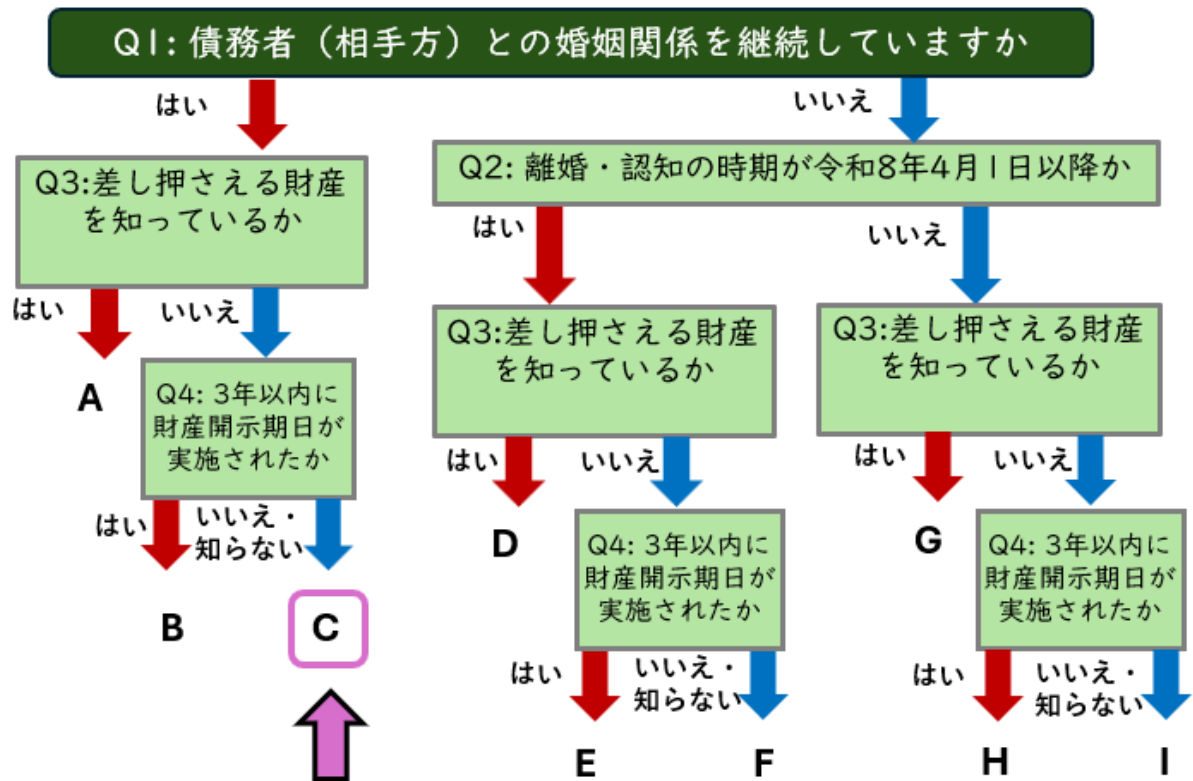 Q1: 債務者（相手方）との婚姻関係を継続していますか
はい
いいえ
Q3:差し押さえる財産
を知っているか
Q2: 離婚・認知の時期が令和8年4月1日以降か
はい
いいえ
はい
いいえ
Q3:差し押さえる財産
を知っているか
Q3:差し押さえる財産
を知っているか
A
Q4: 3年以内に
財産開示期日が
実施されたか
はい
いいえ
はい
いいえ
はい
いいえ・
知らない
D
G
Q4: 3年以内に
財産開示期日が
実施されたか
Q4: 3年以内に
財産開示期日が
実施されたか
B
C
はい
いいえ・
知らない
はい
いいえ・
知らない
E
F
H
I